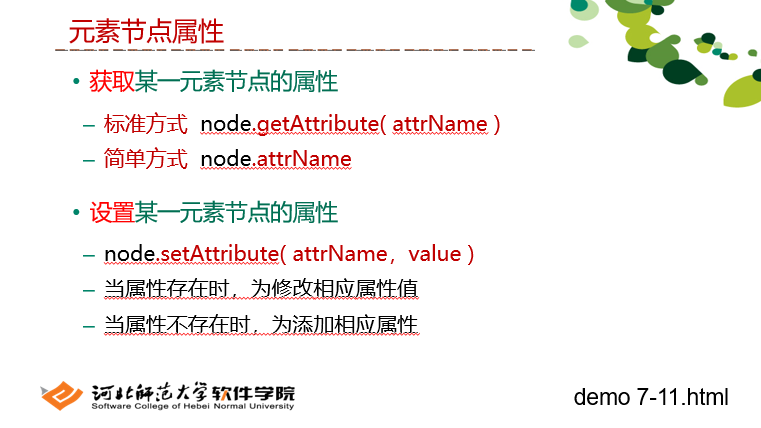 元素节点属性
• 获取某一元素节点的属性
– 标准方式 node.getAttribute( attrName )
– 简单方式 node.attrName
• 设置某一元素节点的属性
– node.setAttribute( attrName，value )
– 当属性存在时，为修改相应属性值
– 当属性不存在时，为添加相应属性
河北师范大学软件学院
Software College of Hebei Normal University
demo 7-11.html